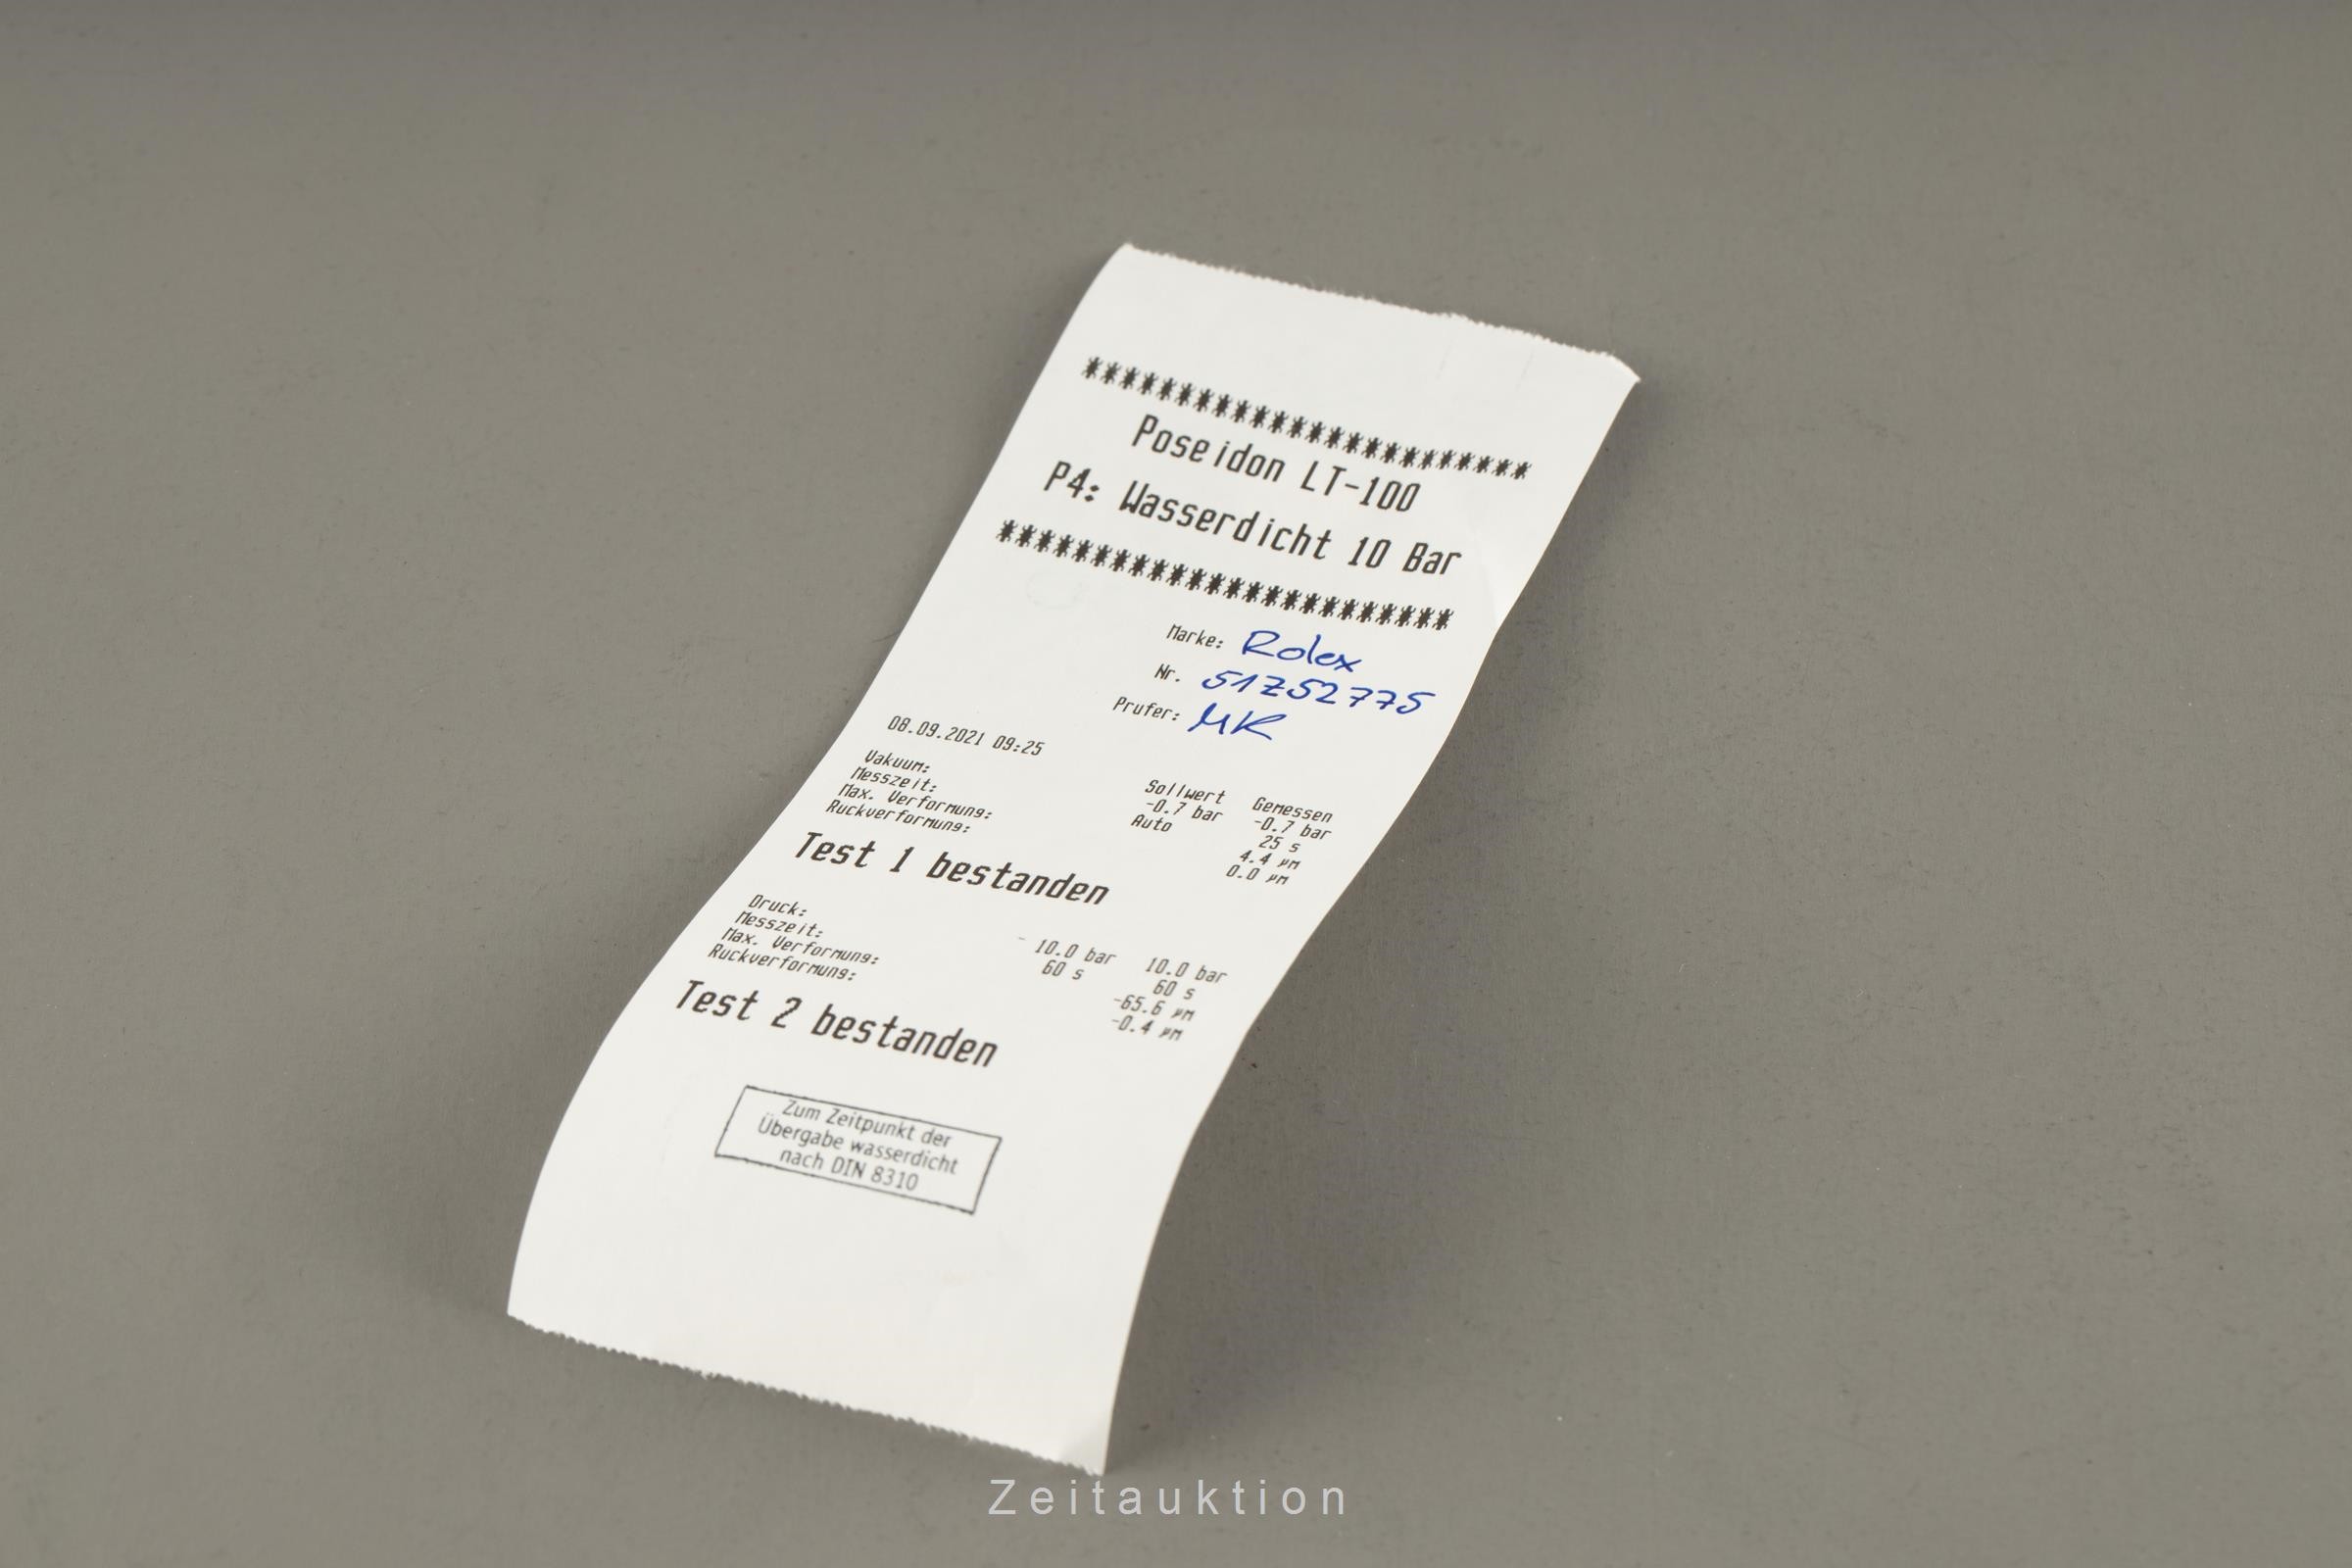 ************************
Poseidon LT-100
P4: Wasserdicht 10 Bar
************************
Marke: Rolex
Nr. 51Z52775
Prufer: MK
08.09.2021 09:25
Sollwert Gemessen
Vakuum: -0.7 bar -0.7 bar
Messzeit: Auto 25 s
Max. Verformung: 4.4 µm
Ruckverformung: 0.0 µm
Test 1 bestanden
Druck: 10.0 bar 10.0 bar
Messzeit: 60 s 60 s
Max. Verformung: -65.6 µm
Ruckverformung: -0.4 µm
Test 2 bestanden
Zum Zeitpunkt der
Übergabe wasserdicht
nach DIN 8310
Zeitauktion